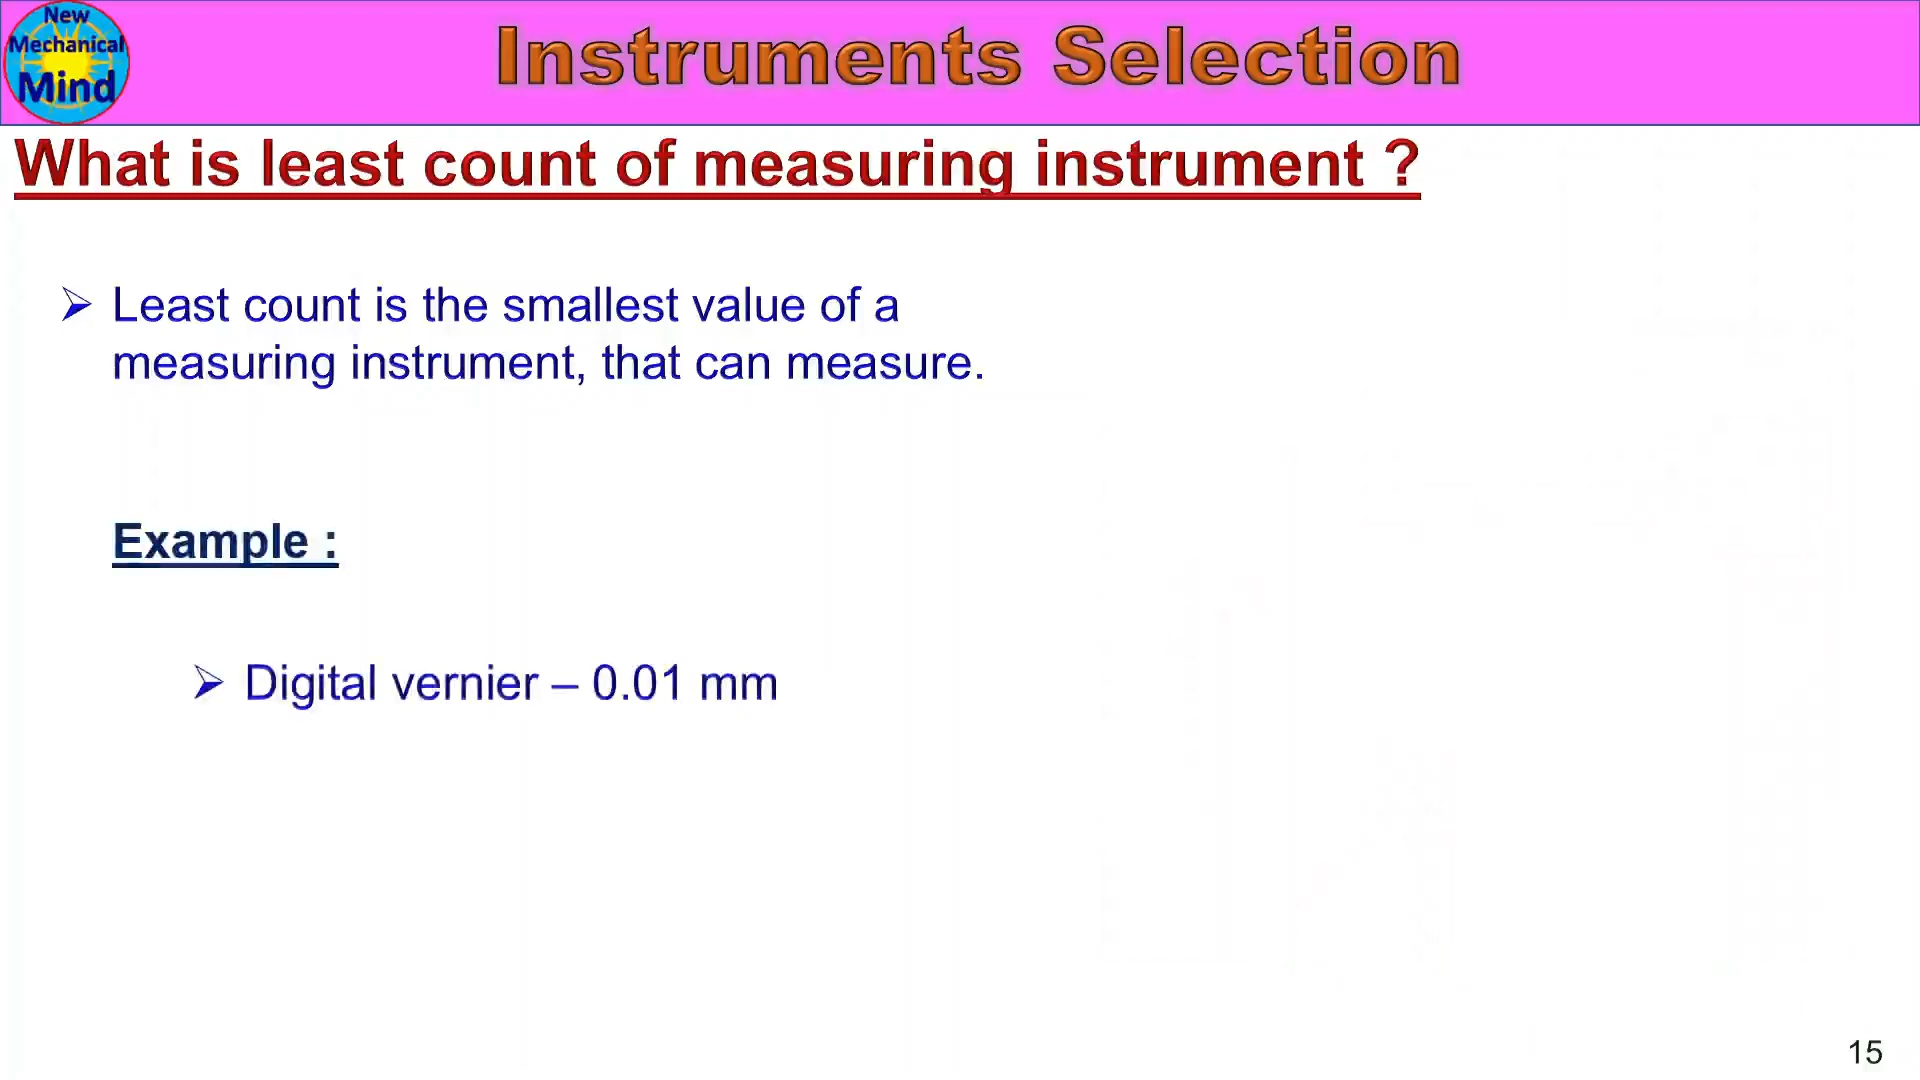 New
Mechanical
Mind
Instruments Selection
What is least count of measuring instrument ?
➢ Least count is the smallest value of a
measuring instrument, that can measure.
Example :
➢ Digital vernier – 0.01 mm
15